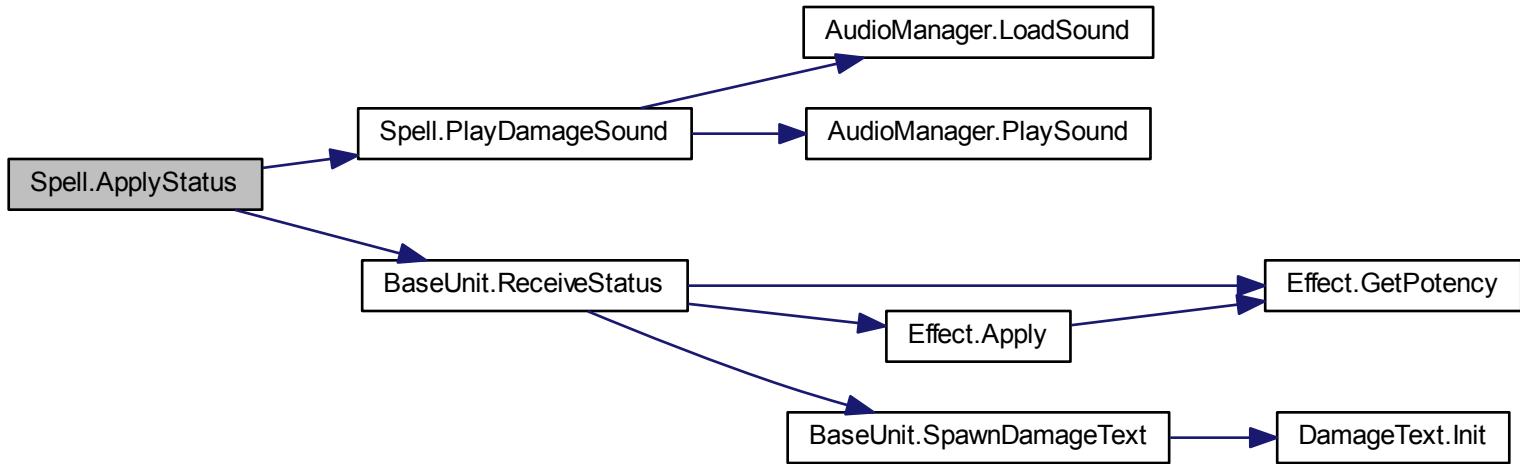 AudioManager.LoadSound
Spell.PlayDamageSound
AudioManager.PlaySound
Spell.ApplyStatus
BaseUnit.ReceiveStatus
Effect.GetPotency
Effect.Apply
BaseUnit.SpawnDamageText
DamageText.Init